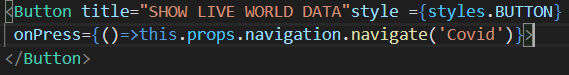 <Button title="SHOW LIVE WORLD DATA"style ={styles.BUTTON}
onPress={()=>this.props.navigation.navigate('Covid')}>
</Button>